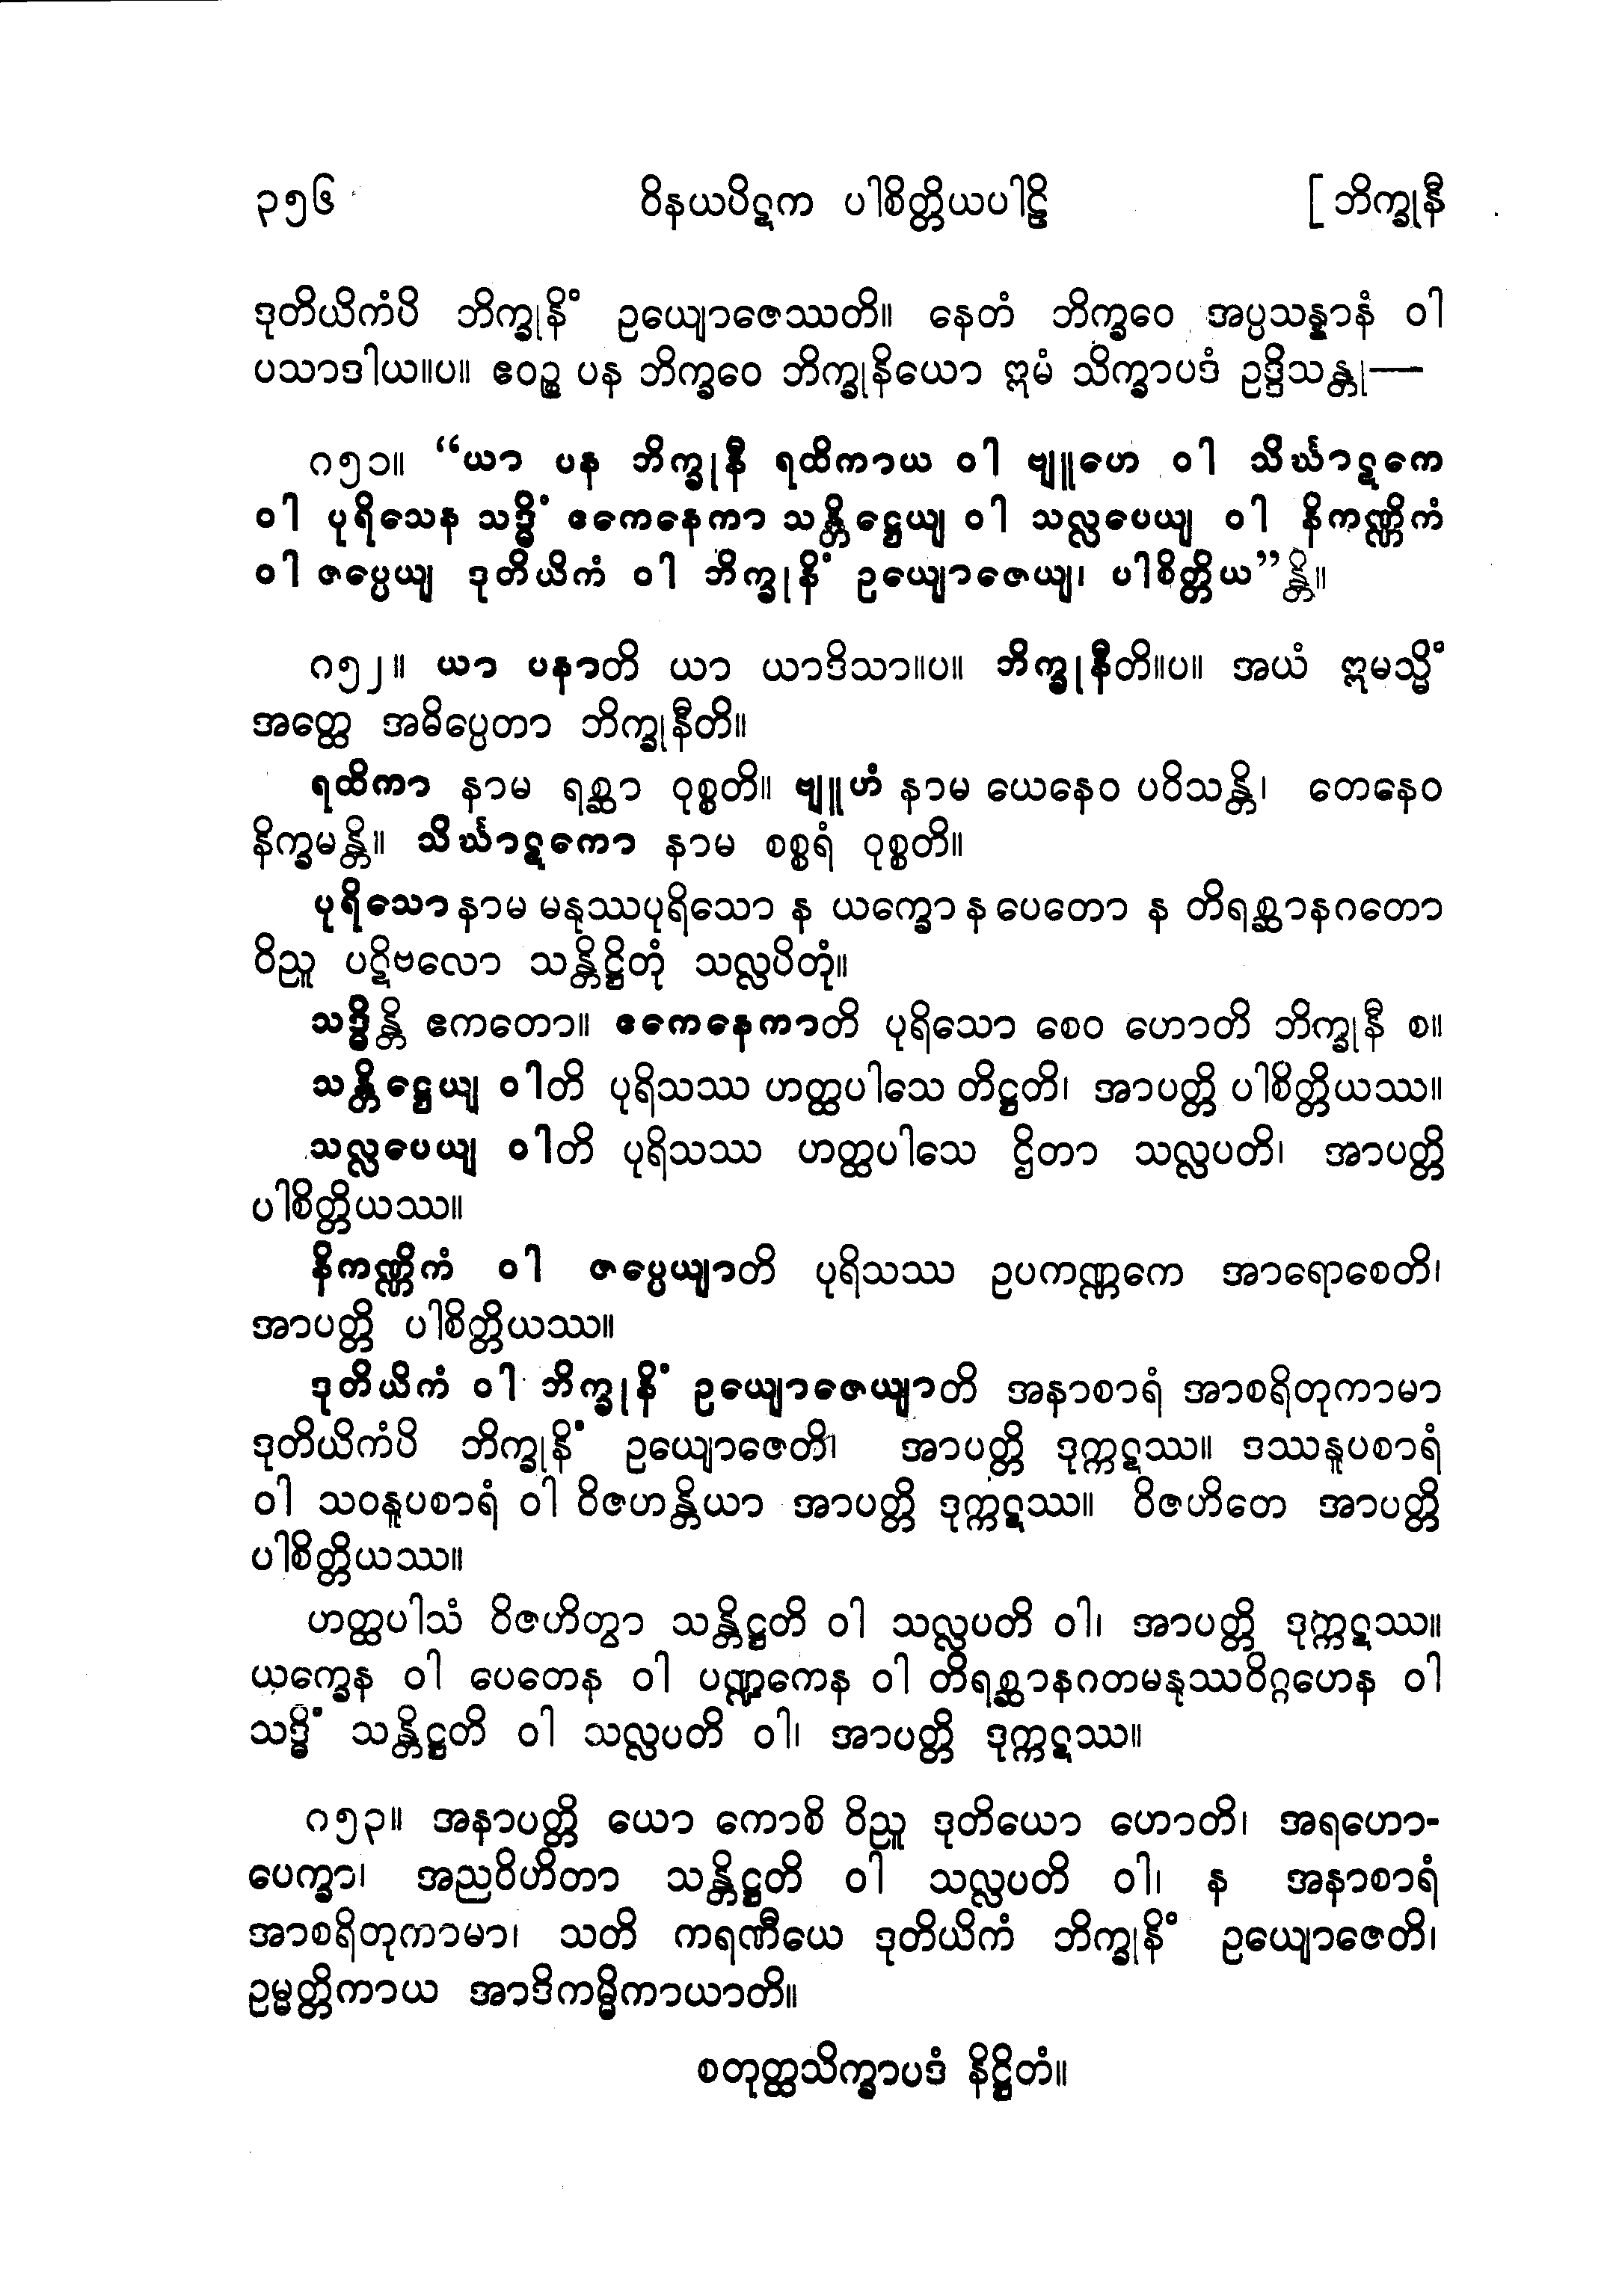 ၃၅၆ ဝိနယပိဋက ပါစိတ္တိယပါဠိ [ ဘိက္ခုနီ
ဒုတိယိကံပိ ဘိက္ခုနိံ ဥယျောဇေဿတိ။ နေတံ ဘိက္ခဝေ အပ္ပသန္နာနံ ဝါ
ပသာဒါယ။ပ။ ဧဝဉ္စ ပန ဘိက္ခဝေ ဘိက္ခုနိယော ဣမံ သိက္ခာပဒံ ဥဒ္ဒိသန္တု—
၈၅၁။ “ယာ ပန ဘိက္ခုနီ ရထိကာယ ဝါ ဗျူဟေ ဝါ သိင်္ဃာဋကေ
ဝါ ပုရိသေန သဒ္ဓိံ ဧကေနေကာ သန္တိဋ္ဌေယျ ဝါ သလ္လပေယျ ဝါ နိကဏ္ဏိကံ
ဝါ ဇပ္ပေယျ ဒုတိယိကံ ဝါ ဘိက္ခုနိံ ဥယျောဇေယျ၊ ပါစိတ္တိယ”န္တိ။
၈၅၂။ ယာ ပနာတိ ယာ ယာဒိသာ။ပ။ ဘိက္ခုနီတိ။ပ။ အယံ ဣမသ္မိံ
အတ္ထေ အဓိပ္ပေတာ ဘိက္ခုနီတိ။
ရထိကာ နာမ ရစ္ဆာ ဝုစ္စတိ။ ဗျူဟံ နာမ ယေနေဝ ပဝိသန္တိ၊ တေနေဝ
နိက္ခမန္တိ။ သိင်္ဃာဋကော နာမ စစ္စရံ ဝုစ္စတိ။
ပုရိသော နာမ မနုဿပုရိသော န ယက္ခော န ပေတော န တိရစ္ဆာနဂတော
ဝိညူ ပဋိဗလော သန္တိဋ္ဌိတုံ သလ္လပိတုံ။
သဒ္ဓိန္တိ ဧကတော။ ဧကေနေကာတိ ပုရိသော စေဝ ဟောတိ ဘိက္ခုနီ စ။
သန္တိဋ္ဌေယျ ဝါတိ ပုရိသဿ ဟတ္ထပါသေ တိဋ္ဌတိ၊ အာပတ္တိ ပါစိတ္တိယဿ။
သလ္လပေယျ ဝါတိ ပုရိသဿ ဟတ္ထပါသေ ဌိတာ သလ္လပတိ၊ အာပတ္တိ
ပါစိတ္တိယဿ။
နိကဏ္ဏိကံ ဝါ ဇပ္ပေယျာတိ ပုရိသဿ ဥပကဏ္ဏကေ အာရောစေတိ၊
အာပတ္တိ ပါစိတ္တိယဿ။
ဒုတိယိကံ ဝါ ဘိက္ခုနိံ ဥယျောဇေယျာတိ အနာစာရံ အာစရိတုကာမာ
ဒုတိယိကံပိ ဘိက္ခုနိံ ဥယျောဇေတိ၊ အာပတ္တိ ဒုက္ကဋဿ။ ဒဿနူပစာရံ
ဝါ သဝနူပစာရံ ဝါ ဝိဇဟန္တိယာ အာပတ္တိ ဒုက္ကဋဿ။ ဝိဇဟိတေ အာပတ္တိ
ပါစိတ္တိယဿ။
ဟတ္ထပါသံ ဝိဇဟိတွာ သန္တိဋ္ဌတိ ဝါ သလ္လပတိ ဝါ၊ အာပတ္တိ ဒုက္ကဋဿ။
ယက္ခေန ဝါ ပေတေန ဝါ ပဏ္ဍကေန ဝါ တိရစ္ဆာနဂတမနုဿဝိဂ္ဂဟေန ဝါ
သဒ္ဓိံ သန္တိဋ္ဌတိ ဝါ သလ္လပတိ ဝါ၊ အာပတ္တိ ဒုက္ကဋဿ။
၈၅၃။ အနာပတ္တိ ယော ကောစိ ဝိညူ ဒုတိယော ဟောတိ၊ အရဟော-
ပေက္ခာ၊ အညဝိဟိတာ သန္တိဋ္ဌတိ ဝါ သလ္လပတိ ဝါ၊ န အနာစာရံ
အာစရိတုကာမာ၊ သတိ ကရဏီယေ ဒုတိယိကံ ဘိက္ခုနိံ ဥယျောဇေတိ၊
ဥမ္မတ္တိကာယ အာဒိကမ္မိကာယာတိ။
စတုတ္ထသိက္ခာပဒံ နိဋ္ဌိတံ။